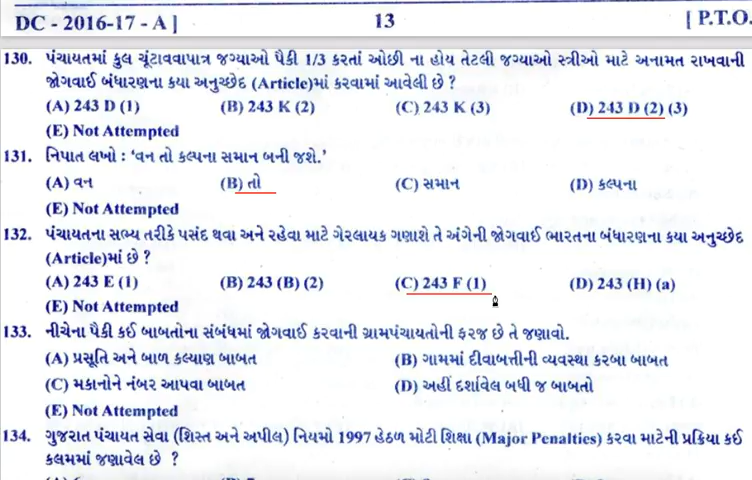 DC - 2016-17 - A ] 13 [ P.T.O.
130. પંચાયતમાં કુલ ચૂંટાવવાપાત્ર જગ્યાઓ પૈકી 1/3 કરતાં ઓછી ના હોય તેટલી જગ્યાઓ સ્ત્રીઓ માટે અનામત રાખવાની
જોગવાઈ બંધારણના કયા અનુચ્છેદ (Article)માં કરવામાં આવેલી છે ?
(A) 243 D (1) (B) 243 K (2) (C) 243 K (3) (D) 243 D (2) (3)
(E) Not Attempted
131. નિપાત લખો : ‘વન તો કલ્પના સમાન બની જશે.’
(A) વન (B) તો (C) સમાન (D) કલ્પના
(E) Not Attempted
132. પંચાયતના સભ્ય તરીકે પસંદ થવા અને રહેવા માટે ગેરલાયક ગણાશે તે અંગેની જોગવાઈ ભારતના બંધારણના કયા અનુચ્છેદ
(Article)માં છે ?
(A) 243 E (1) (B) 243 (B) (2) (C) 243 F (1) (D) 243 (H) (a)
(E) Not Attempted
133. નીચેના પૈકી કઈ બાબતોના સંબંધમાં જોગવાઈ કરવાની ગ્રામપંચાયતોની ફરજ છે તે જણાવો.
(A) પ્રસૂતિ અને બાળ કલ્યાણ બાબત (B) ગામમાં દીવાબત્તીની વ્યવસ્થા કરબા બાબત
(C) મકાનોને નંબર આપવા બાબત (D) અહીં દર્શાવેલ બધી જ બાબતો
(E) Not Attempted
134. ગુજરાત પંચાયત સેવા (શિસ્ત અને અપીલ) નિયમો 1997 હેઠળ મોટી શિક્ષા (Major Penalties) કરવા માટેની પ્રક્રિયા કઈ
કલમમાં જણાવેલ છે ?